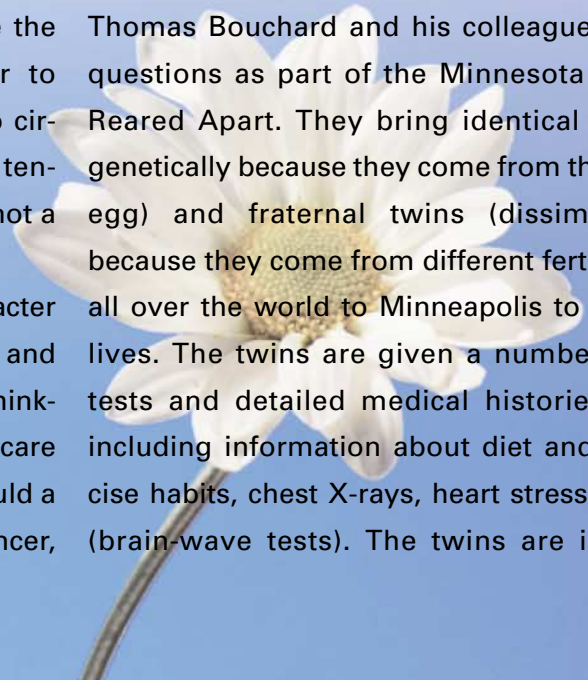 the
r to
cir-
ten-
not a
acter
and
hink-
care
uld a
ncer,
Thomas Bouchard and his colleague
questions as part of the Minnesota
Reared Apart. They bring identical
genetically because they come from th
egg) and fraternal twins (dissim
because they come from different fert
all over the world to Minneapolis to
lives. The twins are given a numbe
tests and detailed medical historie
including information about diet and
cise habits, chest X-rays, heart stress
(brain-wave tests). The twins are i